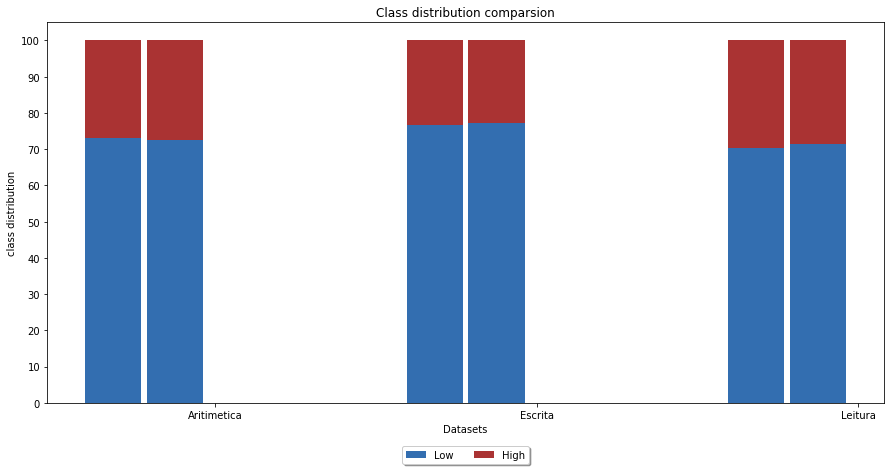 Class distribution comparsion
100
90
80
70
60
50
40
30
20
10
0
class distribution
Aritimetica Escrita Leitura
Datasets
Low High